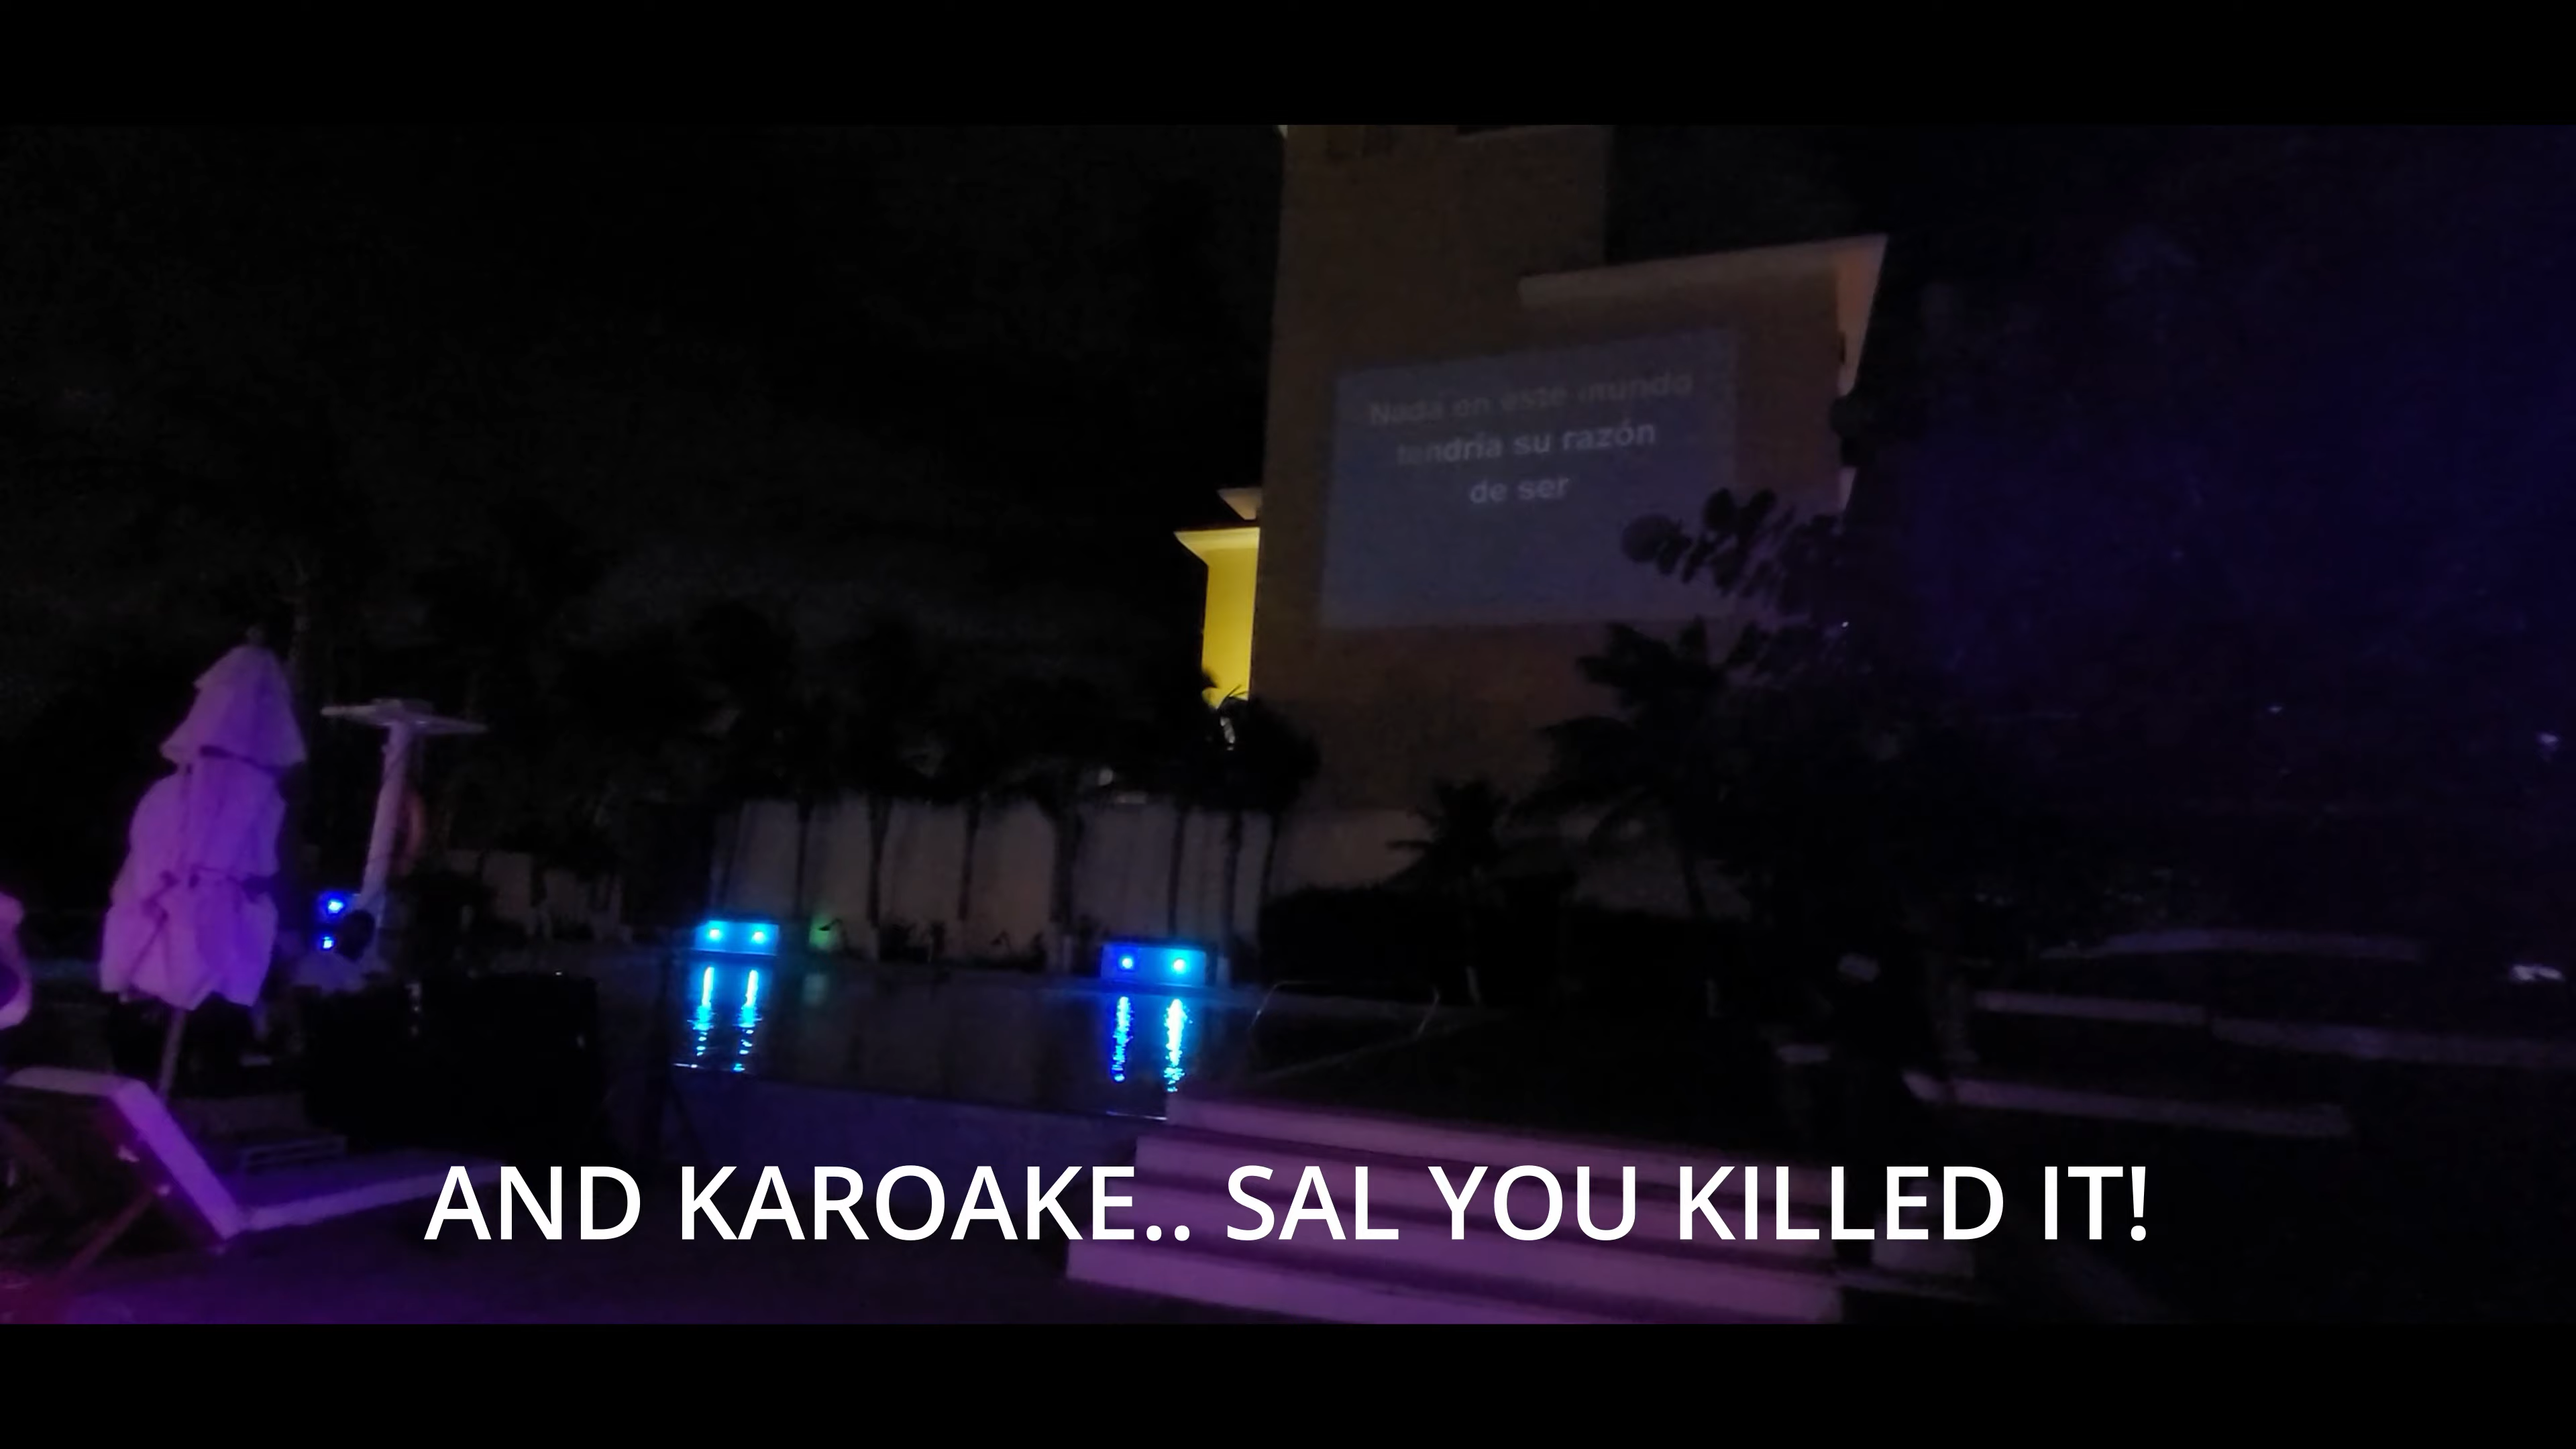 Nada en este mundo
tendría su razón
de ser
AND KAROAKE.. SAL YOU KILLED IT!